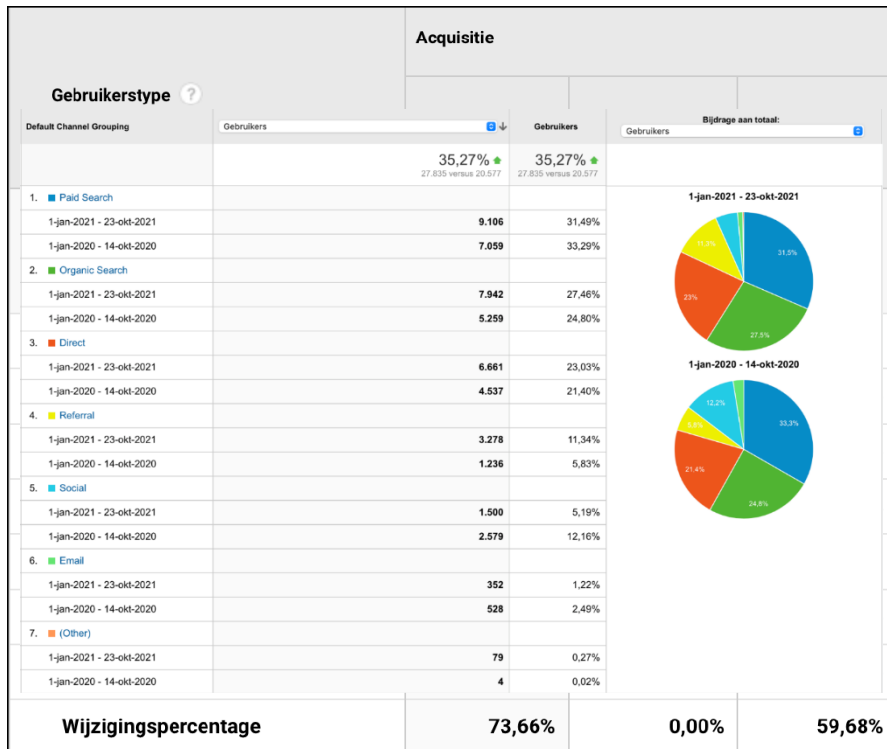 Acquisitie
Gebruikerstype ?
Default Channel Grouping Gebruikers Gebruikers Bijdrage aan totaal:
Gebruikers
35,27% 35,27%
27.835 versus 20.577 27.835 versus 20.577
1. Paid Search 1-jan-2021 - 23-okt-2021
1-jan-2021 - 23-okt-2021 9.106 31,49%
1-jan-2020 - 14-okt-2020 7.059 33,29%
2. Organic Search
1-jan-2021 - 23-okt-2021 7.942 27,46%
1-jan-2020 - 14-okt-2020 5.259 24,80%
3. Direct
1-jan-2021 - 23-okt-2021 6.661 23,03%
1-jan-2020 - 14-okt-2020 4.537 21,40%
4. Referral
1-jan-2021 - 23-okt-2021 3.278 11,34%
1-jan-2020 - 14-okt-2020 1.236 5,83%
5. Social
1-jan-2021 - 23-okt-2021 1.500 5,19%
1-jan-2020 - 14-okt-2020 2.579 12,16%
6. Email
1-jan-2021 - 23-okt-2021 352 1,22%
1-jan-2020 - 14-okt-2020 528 2,49%
7. (Other)
1-jan-2021 - 23-okt-2021 79 0,27%
1-jan-2020 - 14-okt-2020 4 0,02%
11,3% 31,5%
23%
27,5%
1-jan-2020 - 14-okt-2020
12,2%
5,8% 33,3%
21,4%
24,8%
Wijzigingspercentage 73,66% 0,00% 59,68%